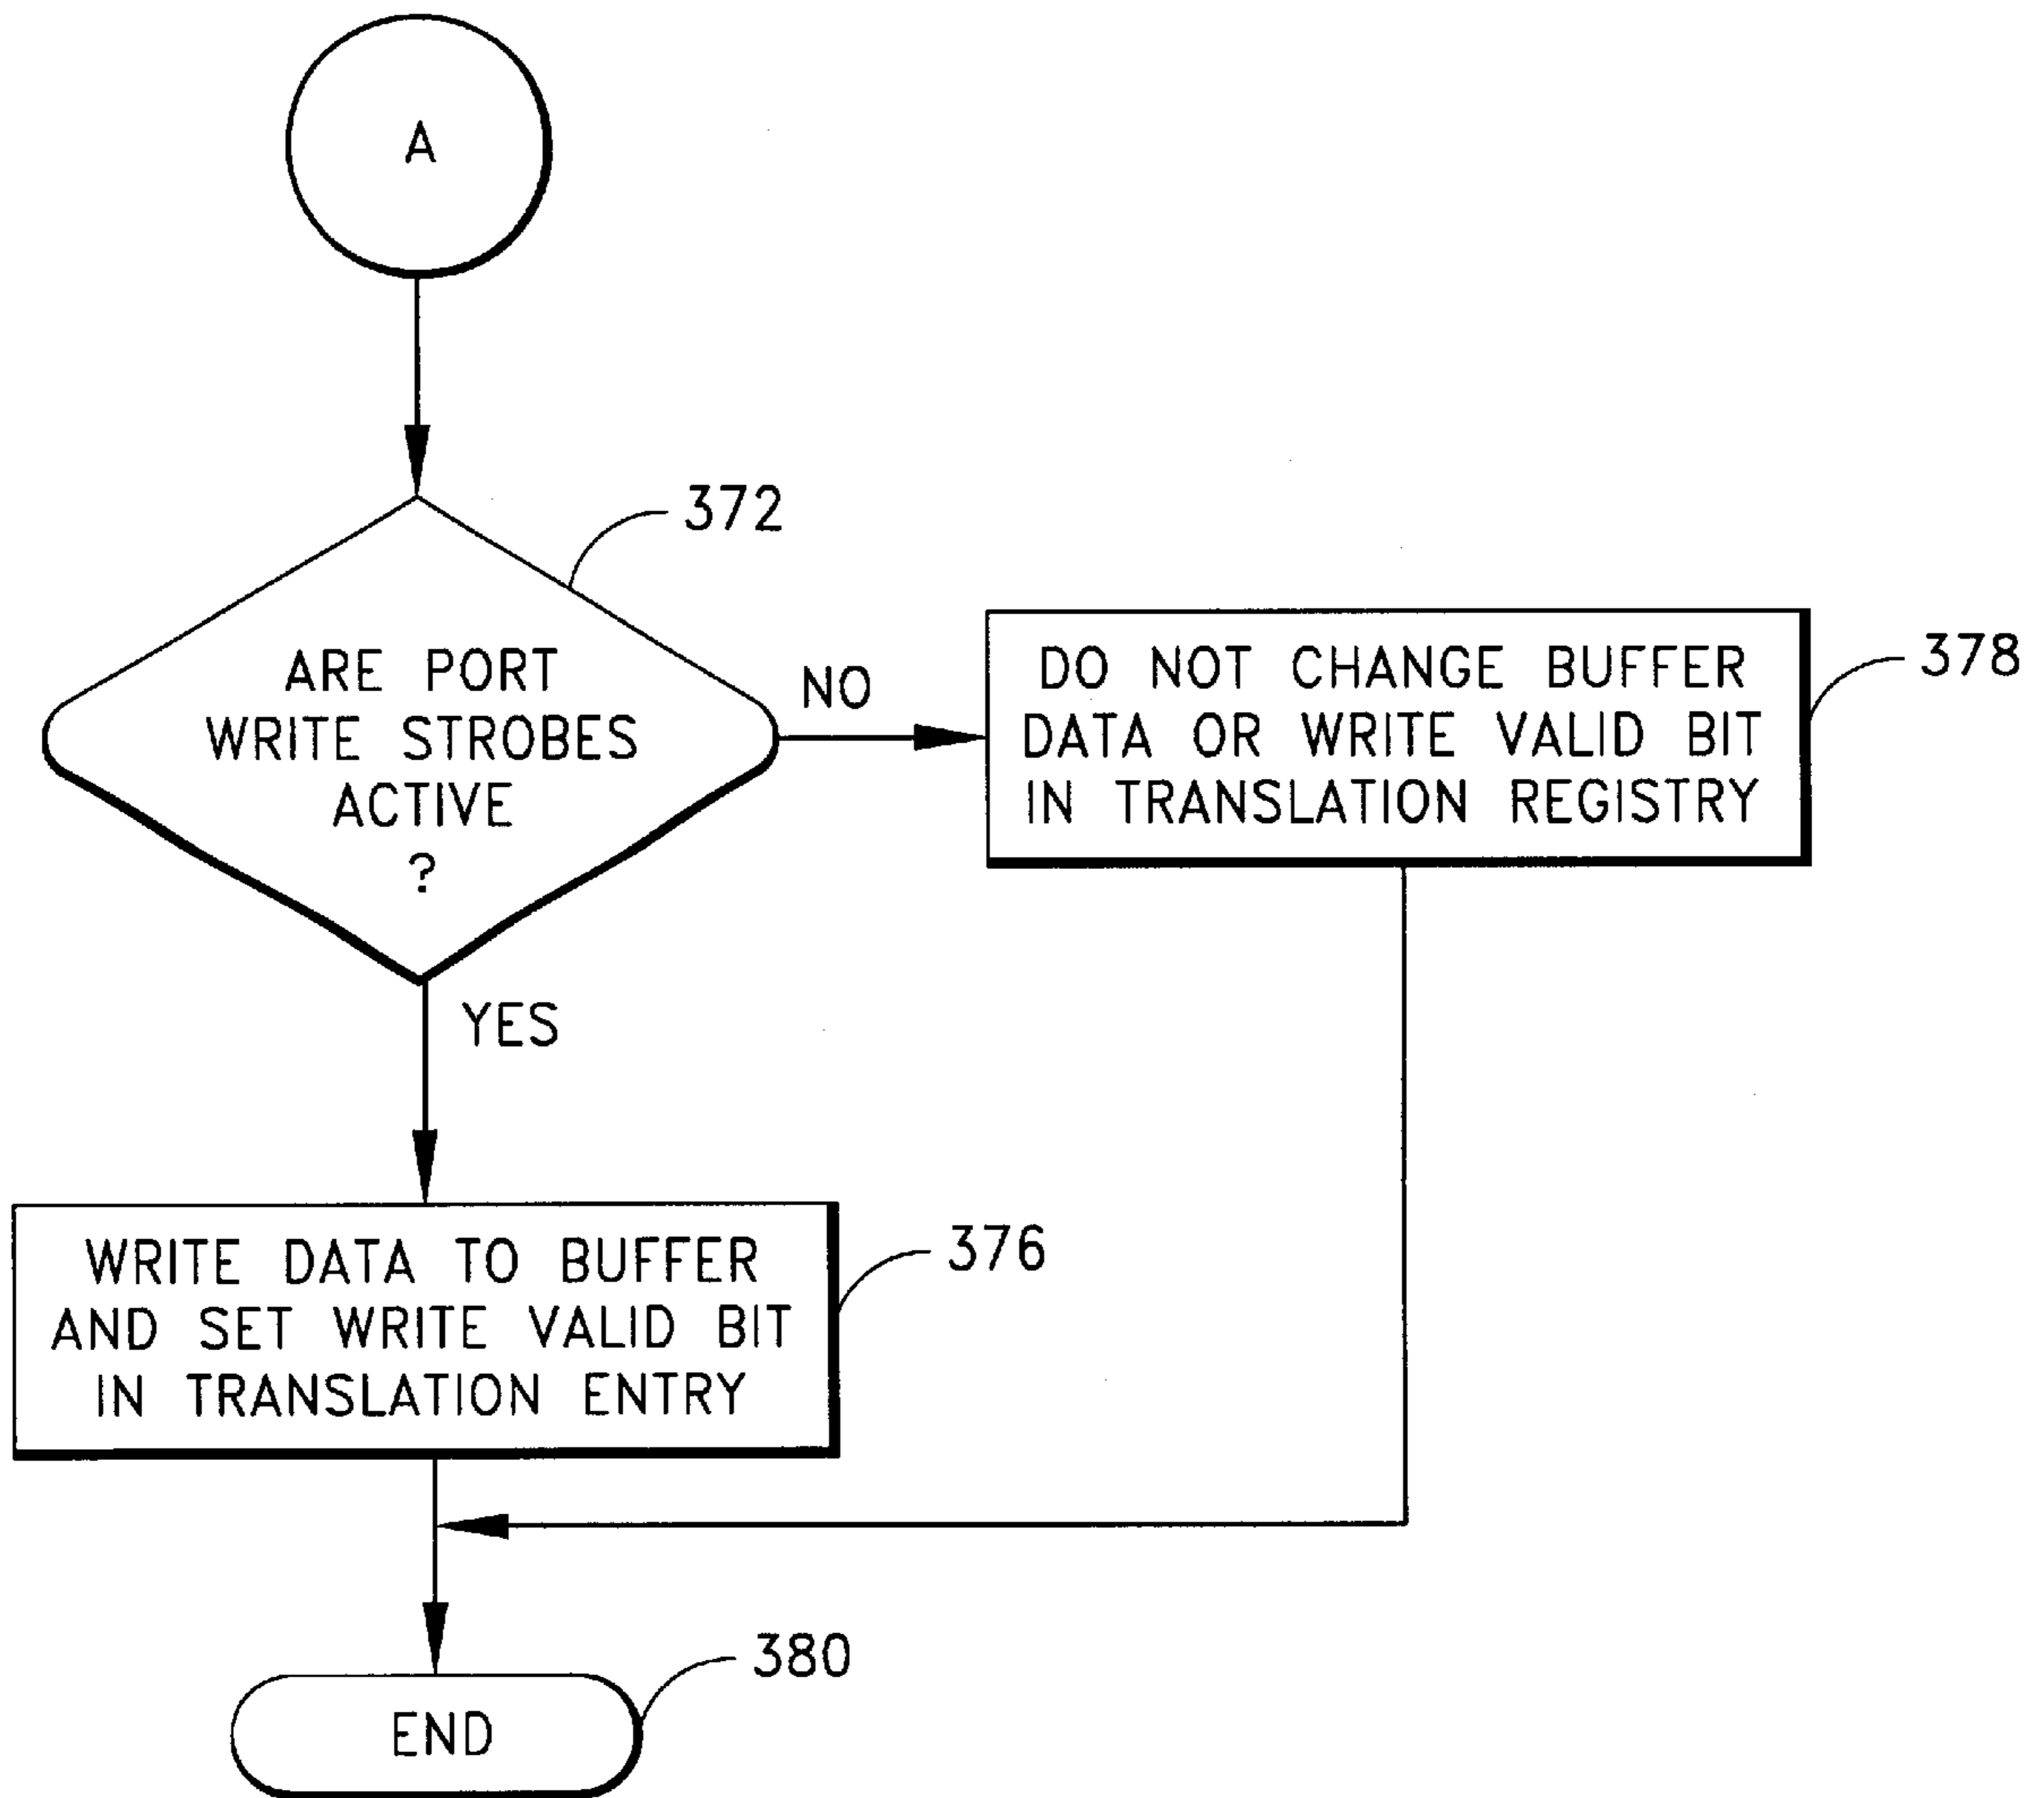 A
372
ARE PORT
WRITE STROBES
ACTIVE
?
NO
DO NOT CHANGE BUFFER
DATA OR WRITE VALID BIT
IN TRANSLATION REGISTRY
378
YES
WRITE DATA TO BUFFER
AND SET WRITE VALID BIT
IN TRANSLATION ENTRY
376
END
380